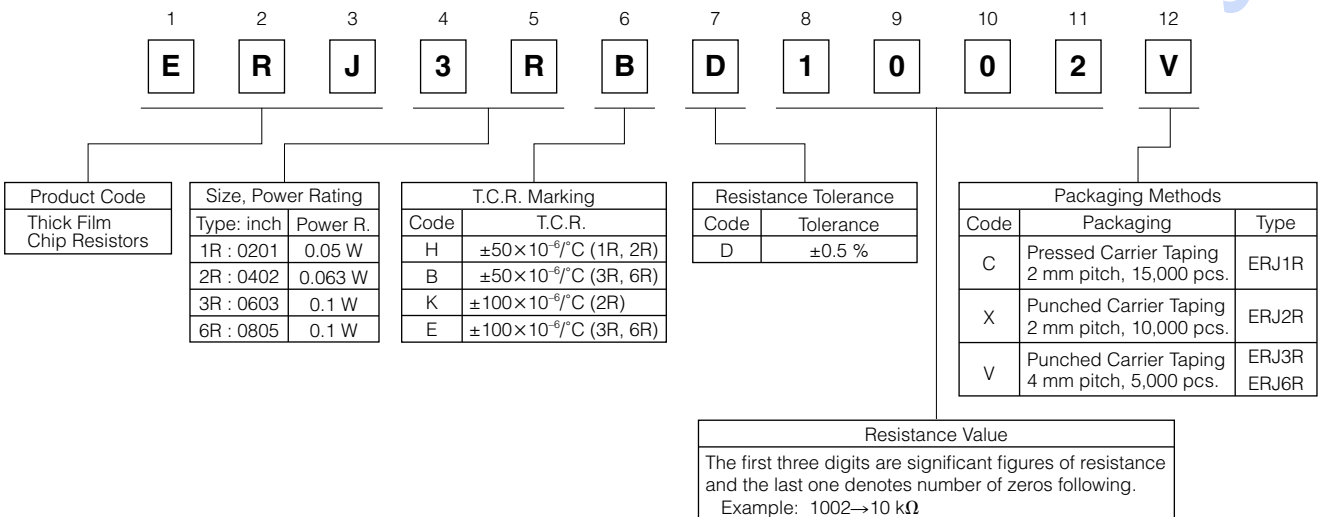 1 2 3 4 5 6 7 8 9 10 11 12
E R J 3 R B D 1 0 0 2 V
Product Code
Thick Film
Chip Resistors
Size, Power Rating
Type: inch Power R.
1R : 0201 0.05 W
2R : 0402 0.063 W
3R : 0603 0.1 W
6R : 0805 0.1 W
T.C.R. Marking
Code T.C.R.
H ±50×10⁻⁶/°C (1R, 2R)
B ±50×10⁻⁶/°C (3R, 6R)
K ±100×10⁻⁶/°C (2R)
E ±100×10⁻⁶/°C (3R, 6R)
Resistance Tolerance
Code Tolerance
D ±0.5 %
Packaging Methods
Code Packaging Type
C Pressed Carrier Taping
2 mm pitch, 15,000 pcs. ERJ1R
X Punched Carrier Taping
2 mm pitch, 10,000 pcs. ERJ2R
V Punched Carrier Taping
4 mm pitch, 5,000 pcs. ERJ3R
ERJ6R
Resistance Value
The first three digits are significant figures of resistance
and the last one denotes number of zeros following.
Example: 1002→10 kΩ